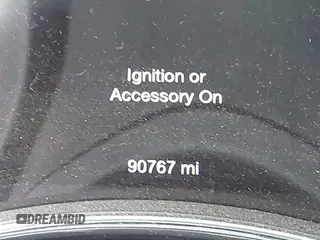 Ignition or
Accessory On
90767 mi
DREAMBID